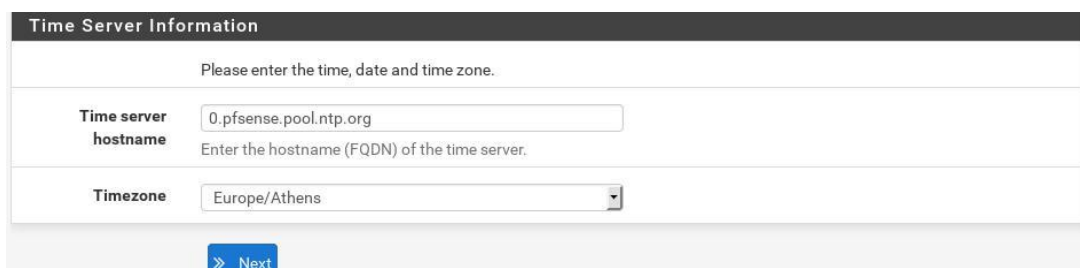 Time Server Information
Please enter the time, date and time zone.
Time server
hostname
0.pfsense.pool.ntp.org
Enter the hostname (FQDN) of the time server.
Timezone
Europe/Athens
» Next